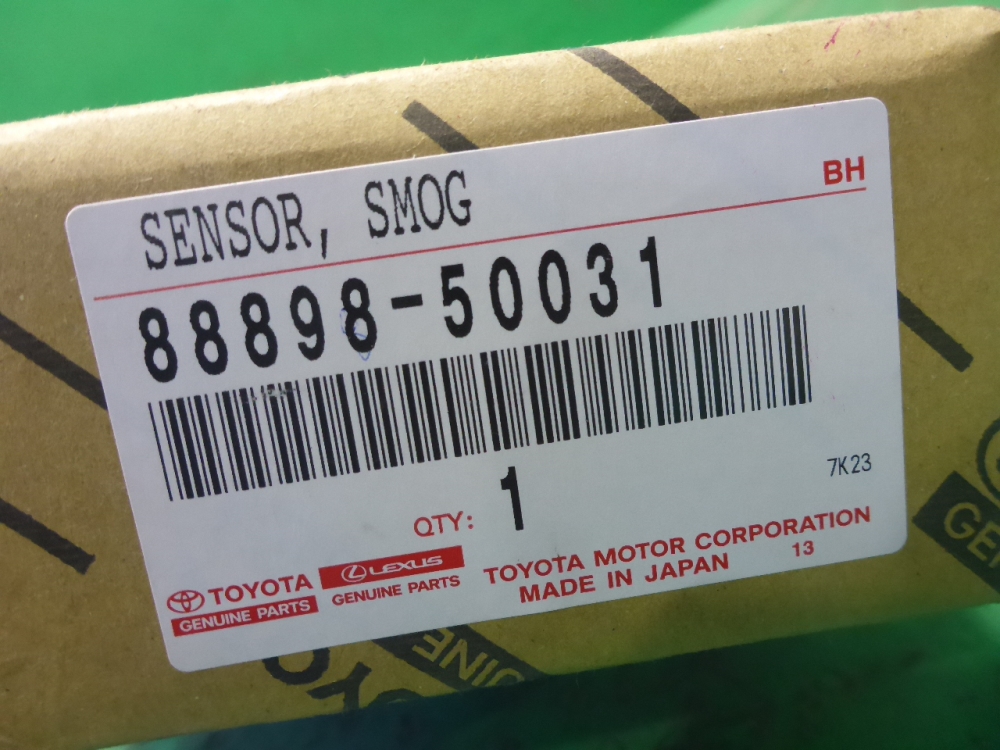 BH
SENSOR, SMOG
88898-50031
7K23
QTY: 1
TOYOTA
GENUINE PARTS
LEXUS
GENUINE PARTS
TOYOTA MOTOR CORPORATION
MADE IN JAPAN 13